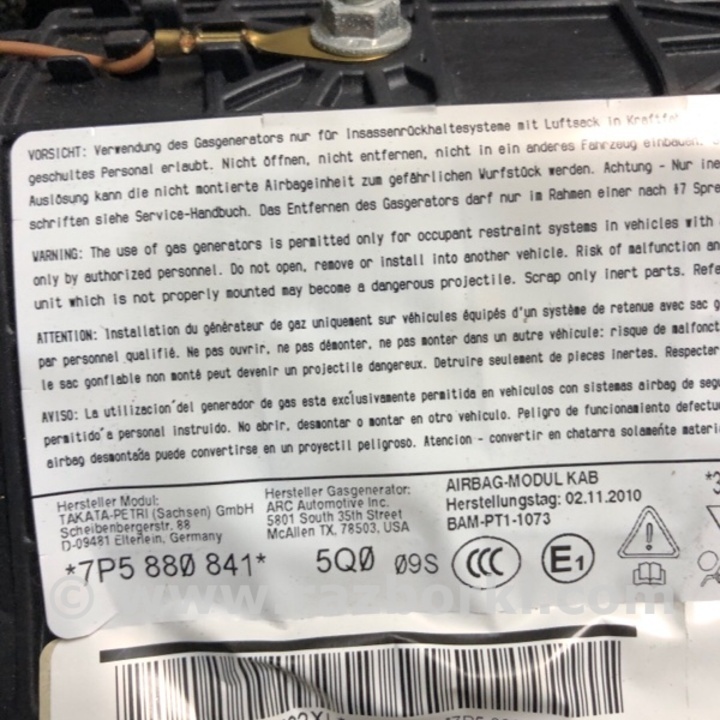 VORSICHT: Verwendung des Gasgenerators nur für Insassenrückhaltesysteme mit Luftsack in
geschultes Personal erlaubt. Nicht öffnen, nicht entfernen, nicht in ein anderes Fahrzeug einbauen.
Auslösung kann die nicht montierte Airbageinheit zum gefährlichen Wurfstück werden. Achtung - Nur
schriften siehe Service-Handbuch. Das Entfernen des Gasgerators darf nur im Rahmen einer nach §7
WARNING: The use of gas generators is permitted only for occupant restraint systems in vehicles with
only by authorized personnel. Do not open, remove or install into another vehicle. Risk of malfunction
unit which is not properly mounted may become a dangerous projectile. Scrap only inert parts.
ATTENTION: Installation du générateur de gaz uniquement sur véhicules équipés d'un système de retenue avec sac
par personnel qualifié. Ne pas ouvrir, ne pas démonter, ne pas monter dans un autre véhicule: risque de
le sac gonflable non monté peut devenir un projectile dangereux. Detruire seulement de pieces inertes. Respecter
AVISO: La utilizacion del generador de gas esta exclusivamente permitida en vehiculos con sistemas airbag de
permitido a personal instruido. No abrir, desmontar o montar en otro vehiculo. Peligro de funcionamiento
airbag desmontada puede convertirse en un proyectil peligroso. Atencion - convertir en chatarra solamente
Hersteller Modul:
TAKATA-PETRI (Sachsen) GmbH
Scheibenbergerstr. 88
D-09481 Elterlein, Germany
Hersteller Gasgenerator:
ARC Automotive Inc.
5801 South 35th Street
McAllen TX, 78503, USA
AIRBAG-MODUL KAB
Herstellungstag: 02.11.2010
BAM-PT1-1073
*7P5 880 841* 5Q0 09S CCC E1